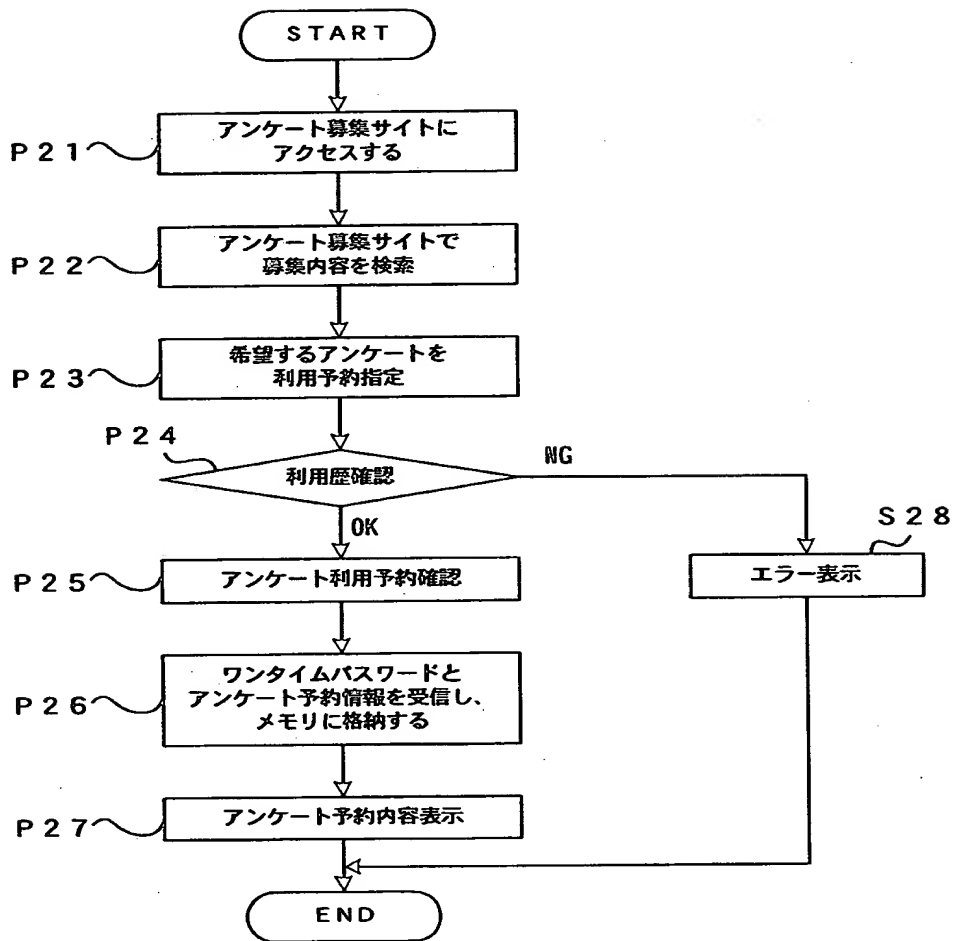 START
アンケート募集サイトに
アクセスする
P21
アンケート募集サイトで
募集内容を検索
P22
希望するアンケートを
利用予約指定
P23
P24
利用歴確認
NG
OK
S28
エラー表示
アンケート利用予約確認
P25
ワンタイムパスワードと
アンケート予約情報を受信し、
メモリに格納する
P26
アンケート予約内容表示
P27
END